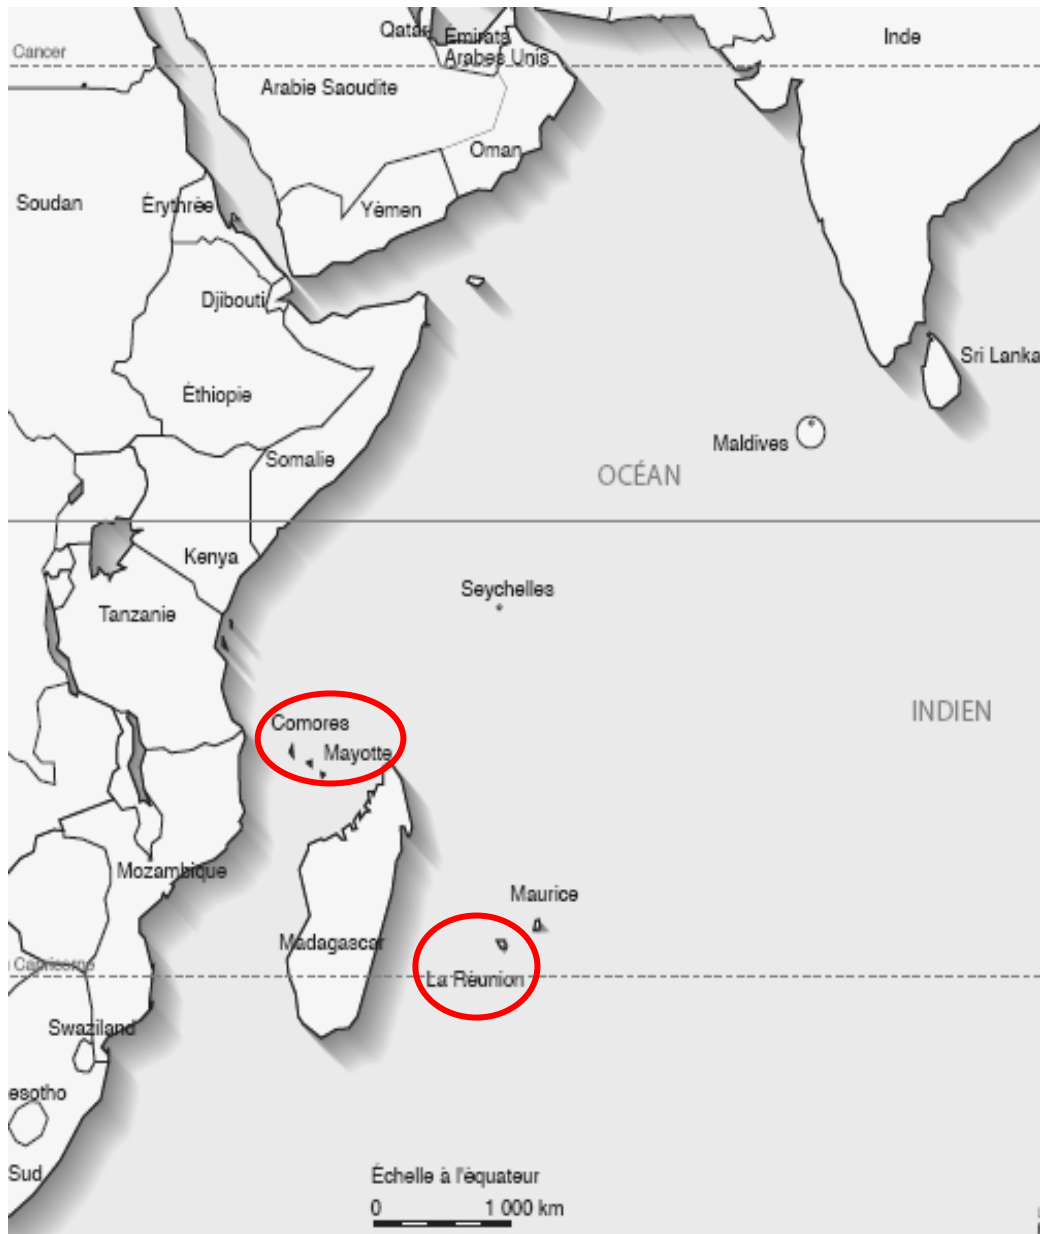 Cancer
Qatar
Émirats
Arabes Unis
Inde
Arabie Saoudite
Oman
Soudan
Érythrée
Yémen
Djibouti
Sri Lanka
Éthiopie
Maldives
Somalie
OCÉAN
Kenya
Seychelles
Tanzanie
INDIEN
Comores
Mayotte
Mozambique
Maurice
Madagascar
Capricorne
La Réunion
Swaziland
esotho
Sud
Échelle à l'équateur
0 1 000 km